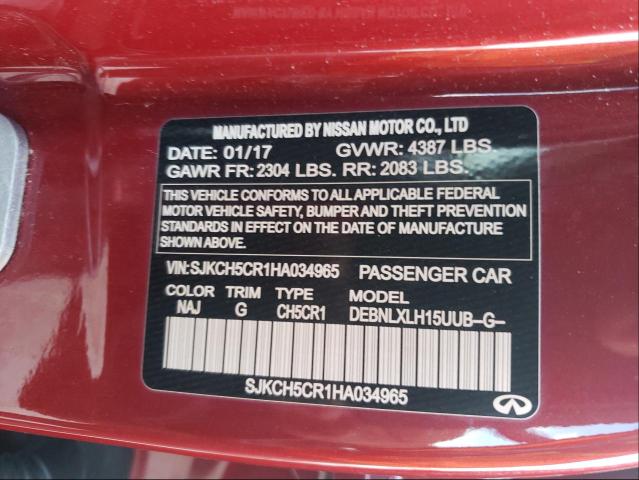 MANUFACTURED BY NISSAN MOTOR CO., LTD
DATE: 01/17 GVWR: 4387 LBS.
GAWR FR: 2304 LBS. RR: 2083 LBS.
THIS VEHICLE CONFORMS TO ALL APPLICABLE FEDERAL
MOTOR VEHICLE SAFETY, BUMPER AND THEFT PREVENTION
STANDARDS IN EFFECT ON THE DATE OF MANUFACTURE
SHOWN ABOVE.
VIN:SJKCH5CR1HA034965 PASSENGER CAR
COLOR TRIM TYPE MODEL
NAJ G CH5CR1 DEBNLXLH15UUB-G-
SJKCH5CR1HA034965